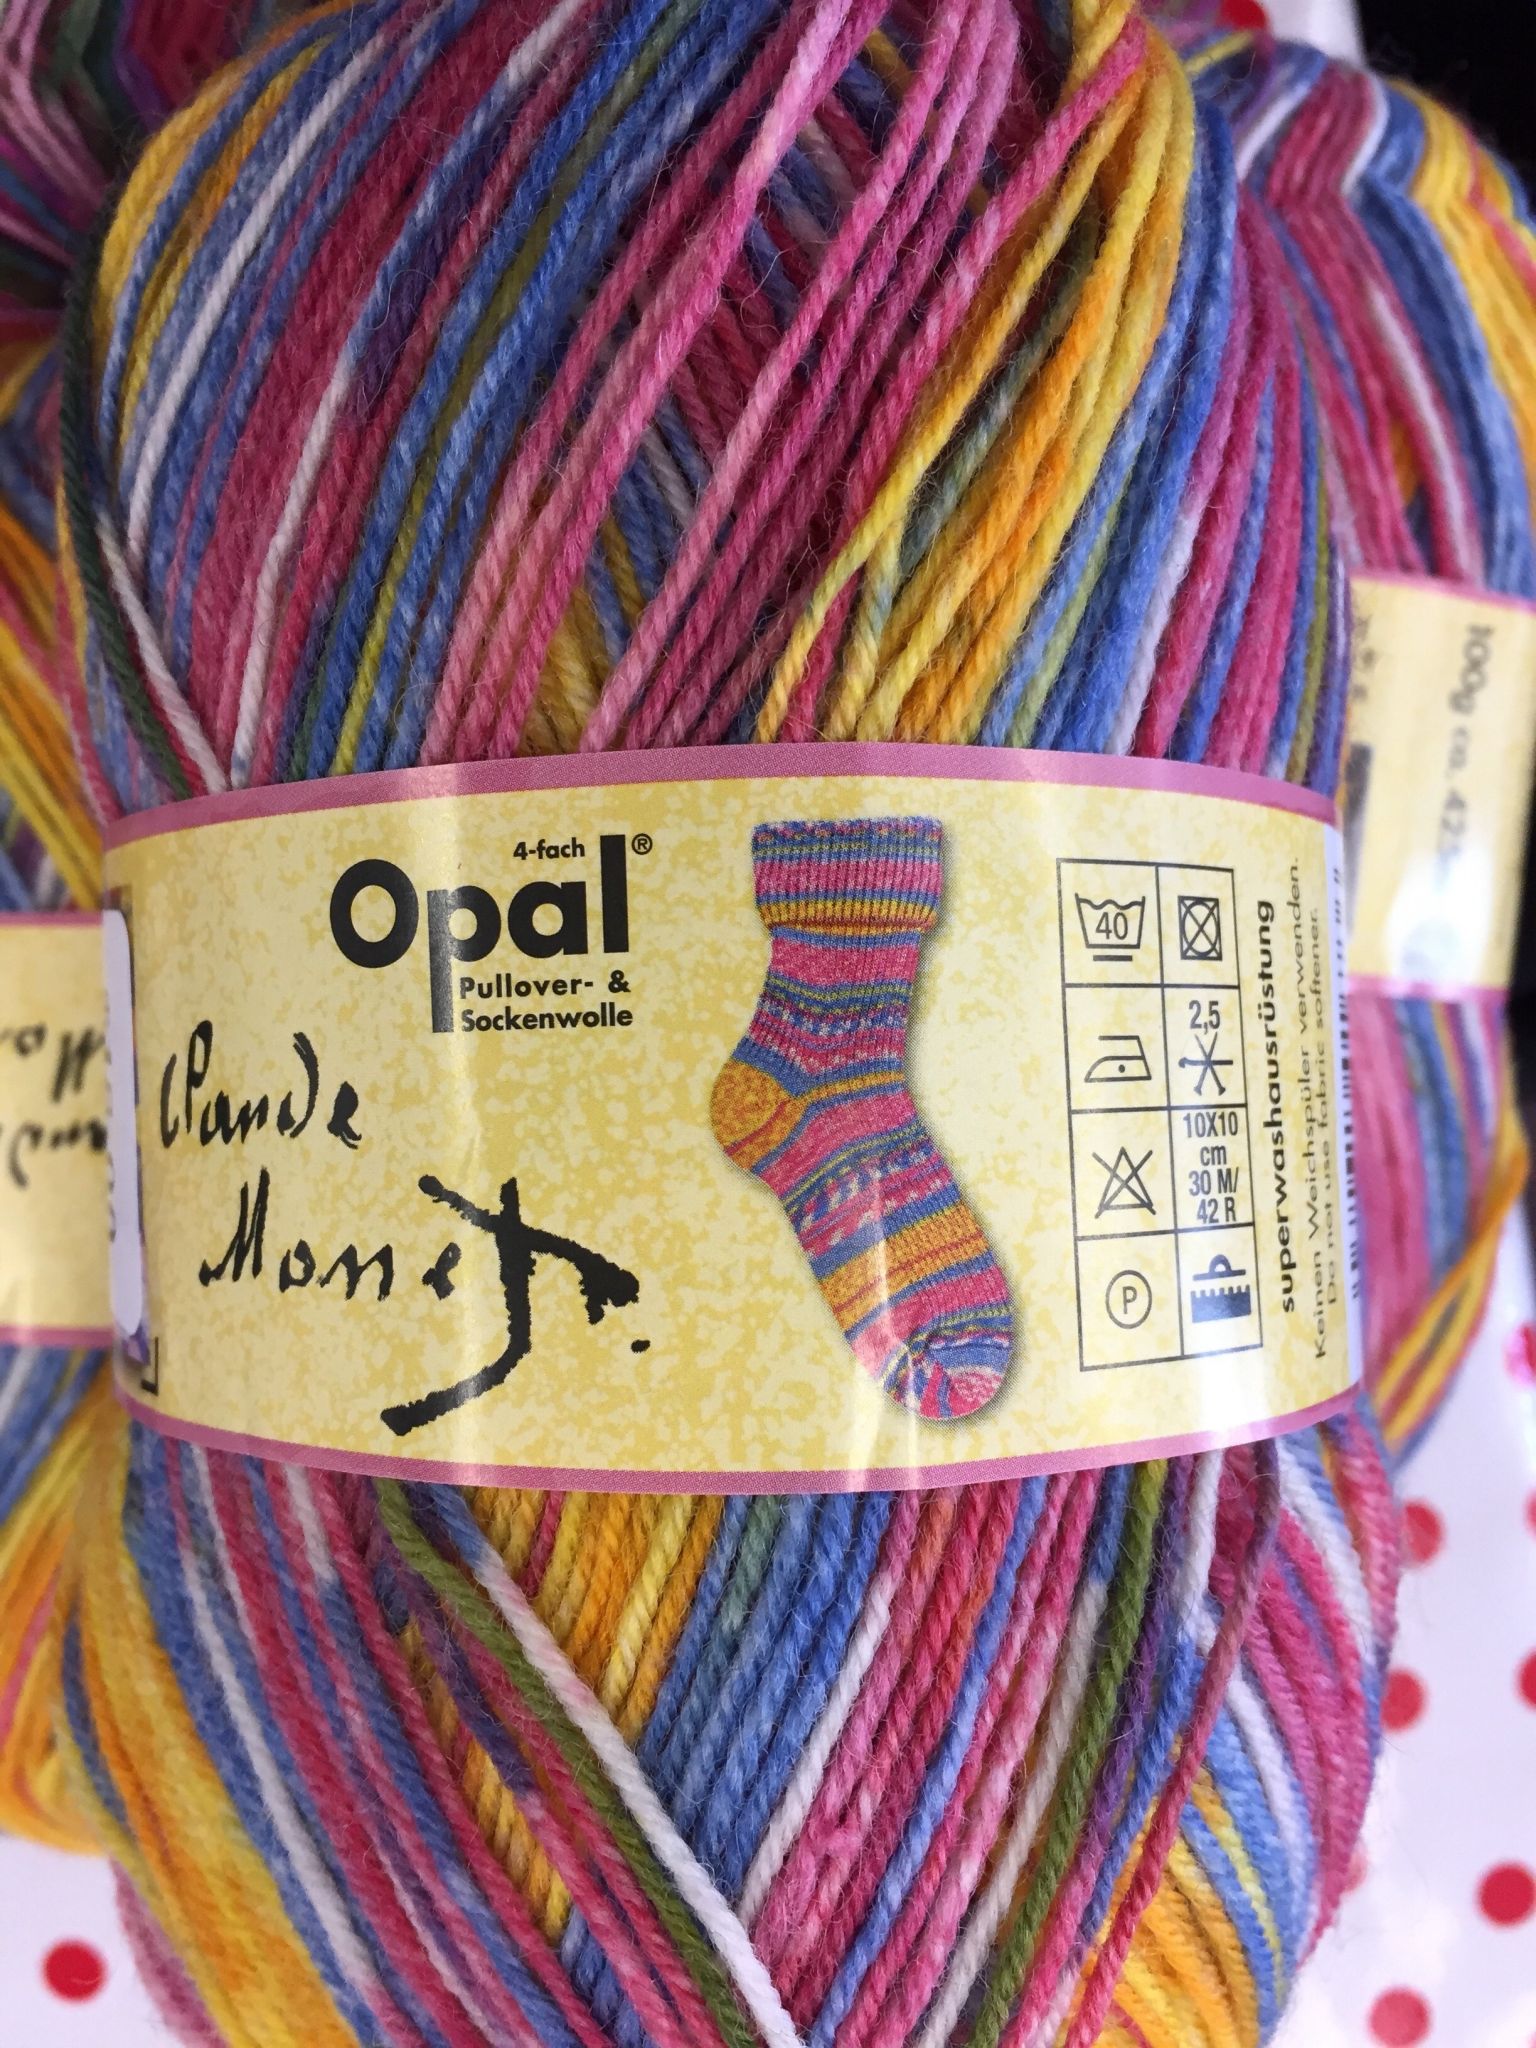 4-fach
Opal®
Pullover- &
Sockenwolle
Claude
Monet.
40
2,5
10X10
cm
30 M/
42 R
P
superwashausrüstung
Keinen Weichspüler verwenden.
Do not use fabric softener.
100g ca.